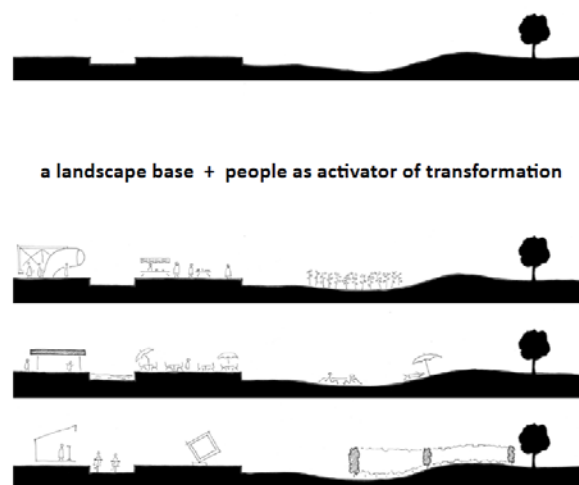 a landscape base + people as activator of transformation